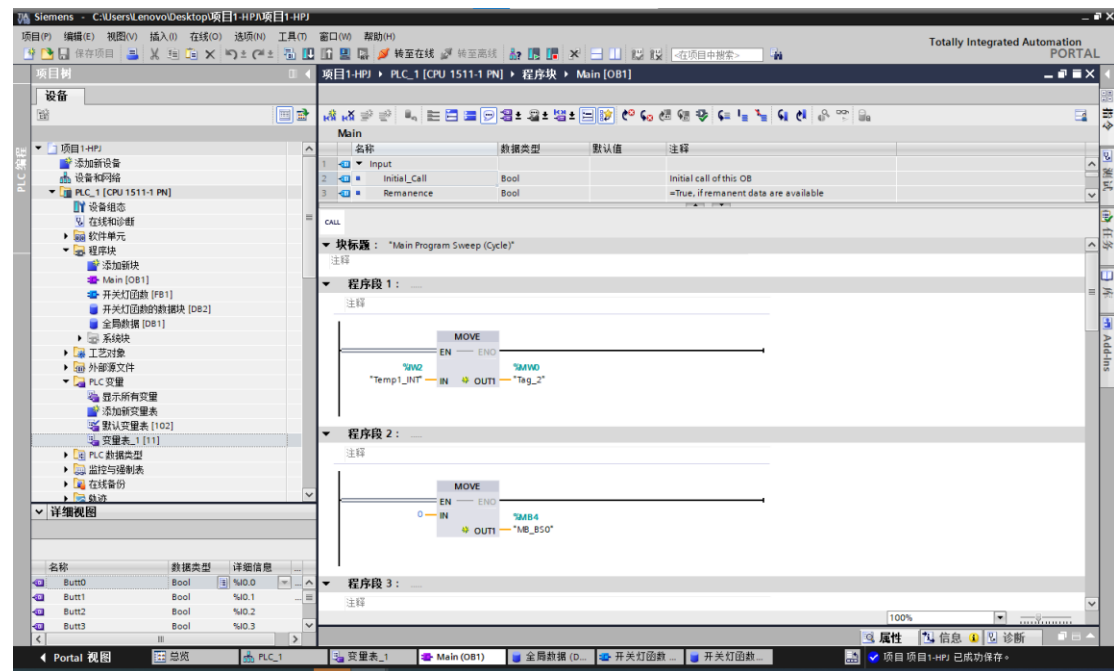 Siemens - C:\Users\Lenovo\Desktop\项目1-HPJ\项目1-HPJ
项目(P) 编辑(E) 视图(V) 插入(I) 在线(O) 选项(N) 工具(T) 窗口(W) 帮助(H)
Totally Integrated Automation
PORTAL
保存项目 转至在线 转至离线 <在项目中搜索>
项目树
项目1-HPJ PLC_1 [CPU 1511-1 PN] 程序块 Main [OB1]
设备
PLC 编程
项目1-HPJ
添加新设备
设备和网络
PLC_1 [CPU 1511-1 PN]
设备组态
在线和诊断
软件单元
程序块
添加新块
Main [OB1]
开关灯函数 [FB1]
开关灯函数的数据块 [DB2]
全局数据 [DB1]
系统块
工艺对象
外部源文件
PLC 变量
显示所有变量
添加新变量表
默认变量表 [102]
变量表_1 [11]
PLC 数据类型
监控与强制表
在线备份
轨迹
详细视图
名称 数据类型 详细信息
Butt0 Bool %I0.0
Butt1 Bool %I0.1
Butt2 Bool %I0.2
Butt3 Bool %I0.3
Main
名称 数据类型 默认值 注释
1 Input
2 Initial_Call Bool Initial call of this OB
3 Remanence Bool =True, if remanent data are available
CALL
块标题： "Main Program Sweep (Cycle)"
注释
程序段 1： .....
注释
MOVE
EN ENO
%IW2 %MW0
"Temp1_INT" IN OUT1 "Tag_2"
程序段 2： .....
注释
MOVE
EN ENO
0 IN %MB4
OUT1 "MB_BS0"
程序段 3： .....
注释
100%
属性 信息 诊断
测试
任务
库
Add-Ins
Portal 视图 总览 PLC_1 变量表_1 Main (OB1) 全局数据 (D... 开关灯函数 ... 开关灯函数...
项目 项目1-HPJ 已成功保存。